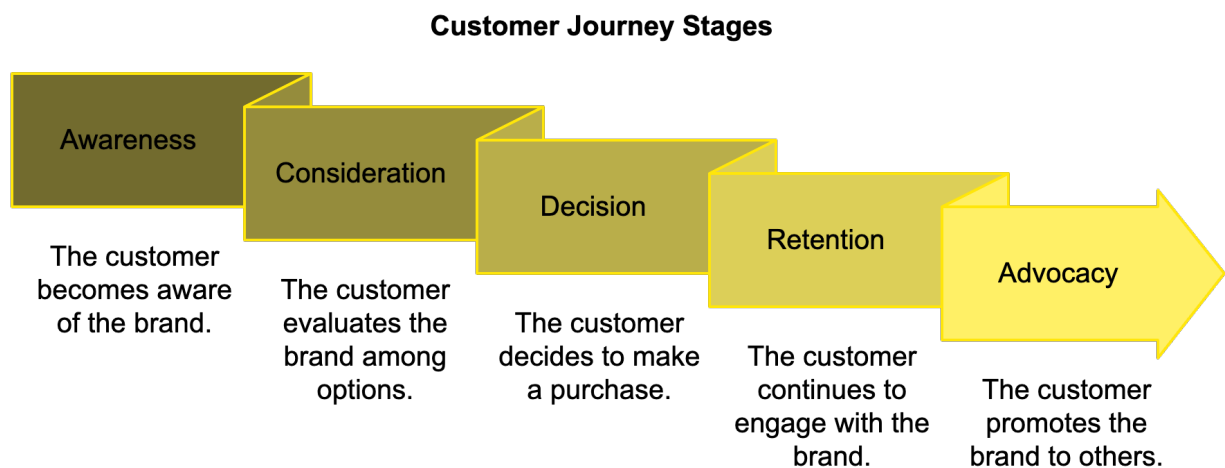 Customer Journey Stages
Awareness
The customer
becomes aware
of the brand.
Consideration
The customer
evaluates the
brand among
options.
Decision
The customer
decides to make
a purchase.
Retention
The customer
continues to
engage with the
brand.
Advocacy
The customer
promotes the
brand to others.